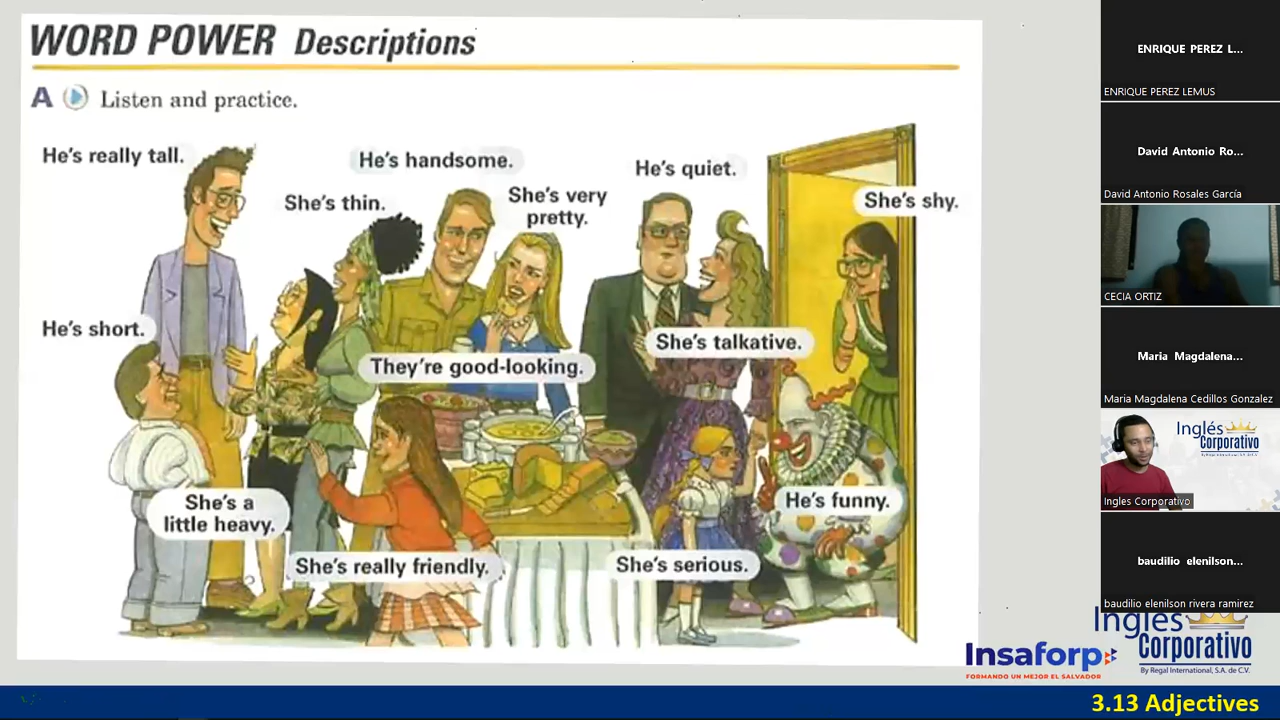 WORD POWER Descriptions
A Listen and practice.
He's really tall.
He's handsome.
She's thin.
She's very
pretty.
He's quiet.
She's shy.
He's short.
They're good-looking.
She's talkative.
She's a
little heavy.
She's really friendly.
She's serious.
He's funny.
ENRIQUE PEREZ L...
ENRIQUE PEREZ LEMUS
David Antonio Ro...
David Antonio Rosales García
CECIA ORTIZ
Maria Magdalena...
Maria Magdalena Cedillos Gonzalez
Inglés
Corporativo
By Regal International, S.A. de C.V.
Ingles Corporativo
baudilio elenilson...
baudilio elenilson rivera ramirez
Insaforp
FORMANDO UN MEJOR EL SALVADOR
Inglés
Corporativo
By Regal International, S.A. de C.V.
3.13 Adjectives